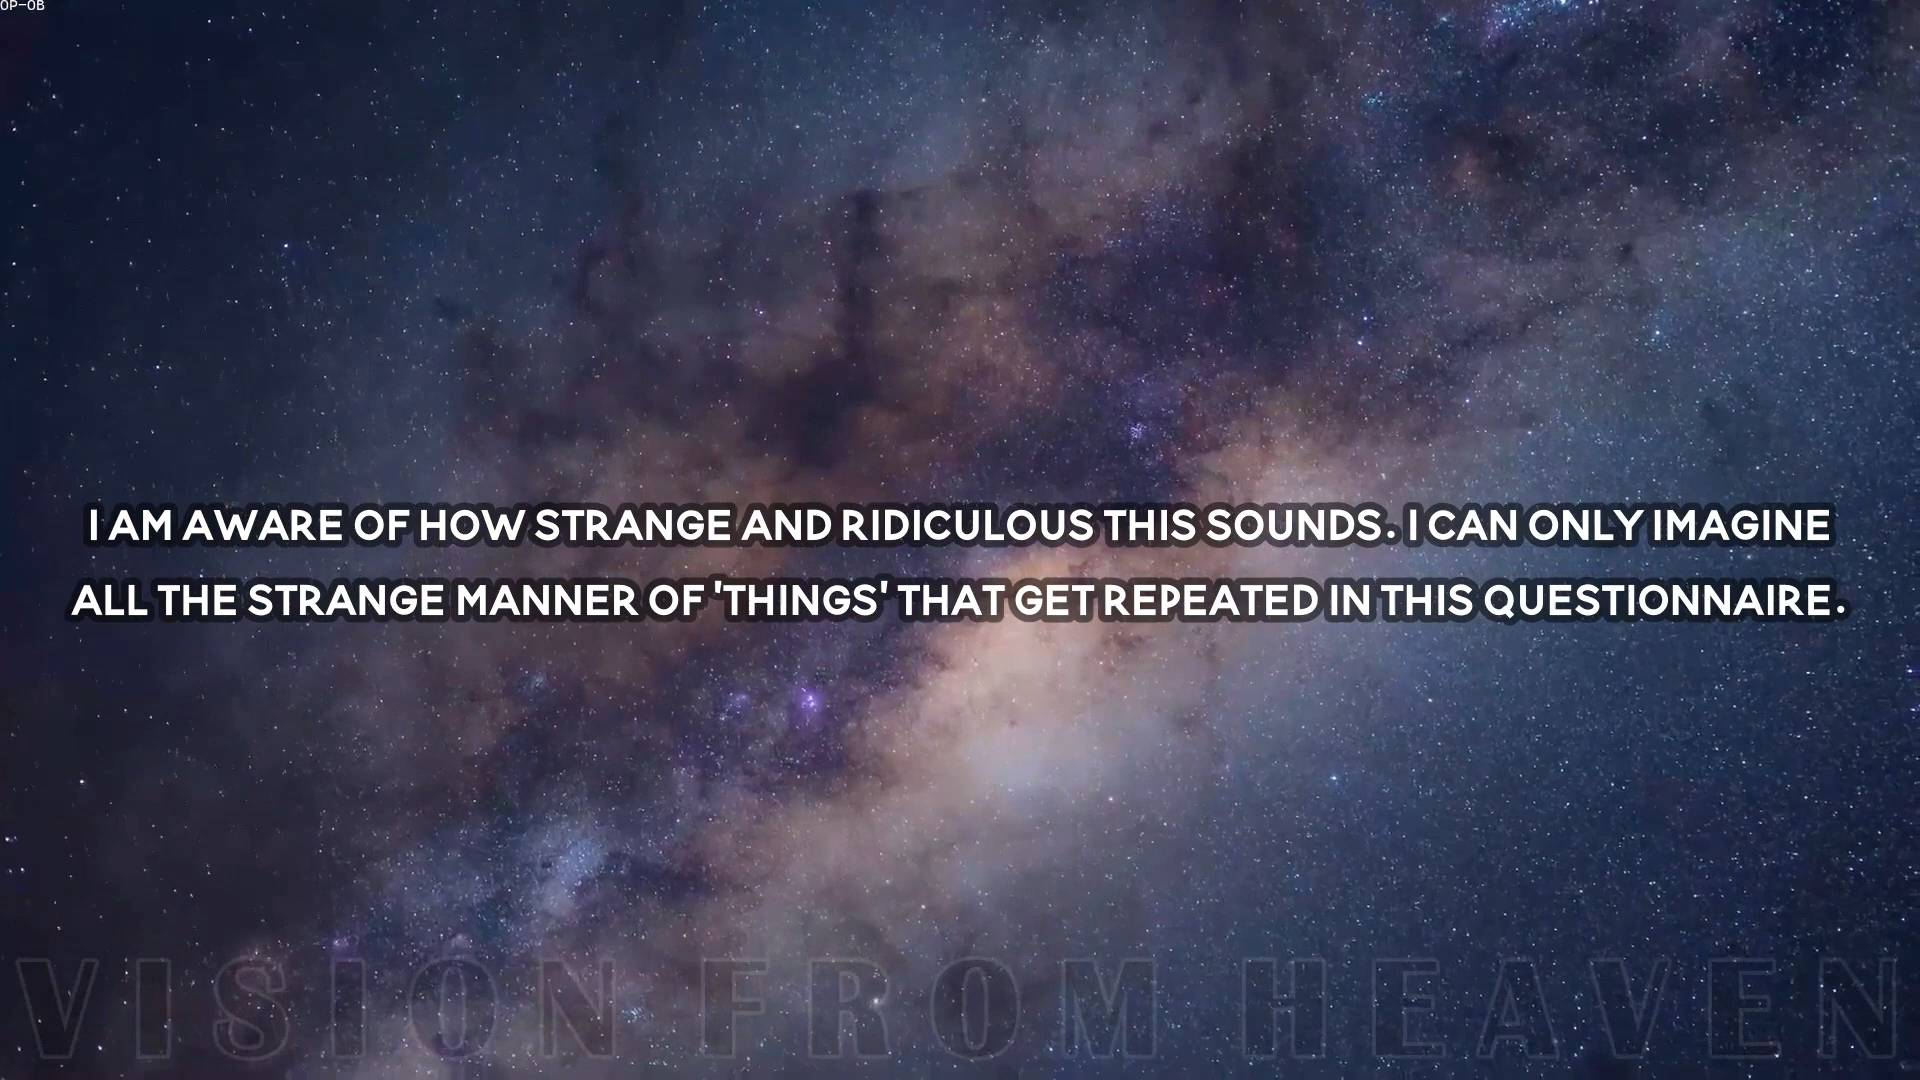 OP-OB
I AM AWARE OF HOW STRANGE AND RIDICULOUS THIS SOUNDS. I CAN ONLY IMAGINE
ALL THE STRANGE MANNER OF 'THINGS' THAT GET REPEATED IN THIS QUESTIONNAIRE.
VISION FROM HEAVEN